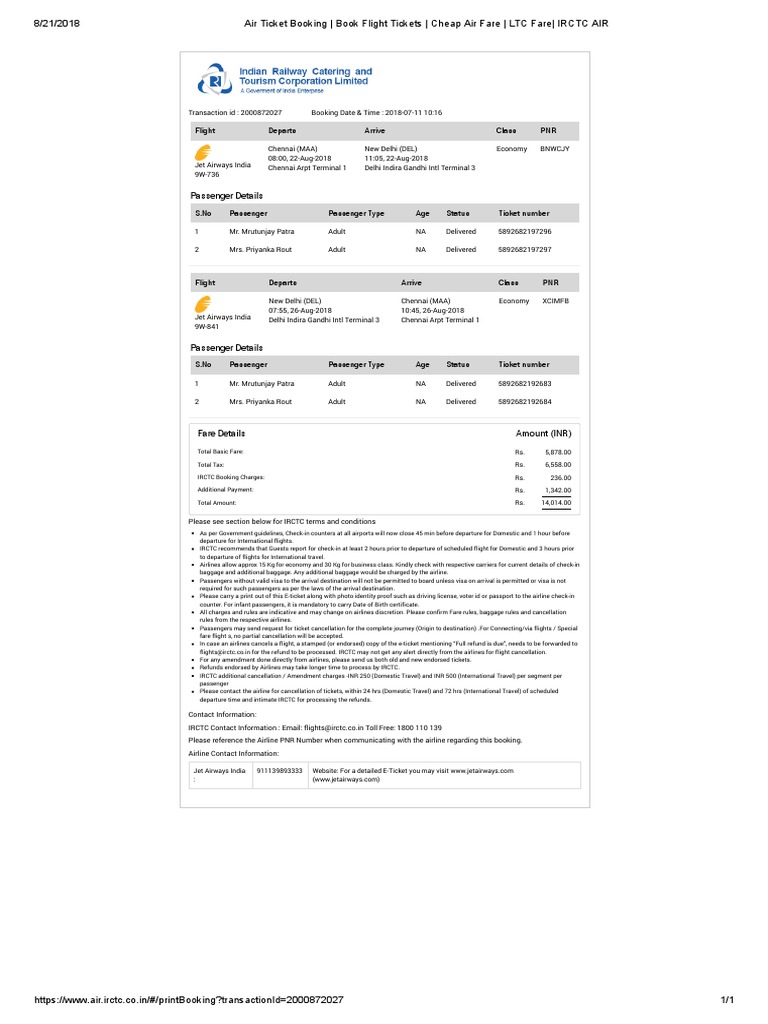 8/21/2018 Air Ticket Booking | Book Flight Tickets | Cheap Air Fare | LTC Fare| IRCTC AIR
Indian Railway Catering and
Tourism Corporation Limited
A Government of India Enterprise
Transaction id : 2000872027 Booking Date & Time : 2018-07-11 10:16
Flight Departs Arrive Class PNR
Chennai (MAA) New Delhi (DEL) Economy BNWCJY
08:00, 22-Aug-2018 11:05, 22-Aug-2018
Jet Airways India Chennai Arpt Terminal 1 Delhi Indira Gandhi Intl Terminal 3
9W-736
Passenger Details
S.No Passenger Passenger Type Age Status Ticket number
1 Mr. Mrutunjay Patra Adult NA Delivered 5892682197296
2 Mrs. Priyanka Rout Adult NA Delivered 5892682197297
Flight Departs Arrive Class PNR
New Delhi (DEL) Chennai (MAA) Economy XCIMFB
07:55, 26-Aug-2018 10:45, 26-Aug-2018
Jet Airways India Delhi Indira Gandhi Intl Terminal 3 Chennai Arpt Terminal 1
9W-841
Passenger Details
S.No Passenger Passenger Type Age Status Ticket number
1 Mr. Mrutunjay Patra Adult NA Delivered 5892682192683
2 Mrs. Priyanka Rout Adult NA Delivered 5892682192684
Fare Details Amount (INR)
Total Basic Fare: Rs. 5,878.00
Total Tax: Rs. 6,558.00
IRCTC Booking Charges: Rs. 236.00
Additional Payment: Rs. 1,342.00
Total Amount: Rs. 14,014.00
Please see section below for IRCTC terms and conditions
• As per Government guidelines, Check-in counters at all airports will now close 45 min before departure for Domestic and 1 hour before
departure for International flights.
• IRCTC recommends that Guests report for check-in at least 2 hours prior to departure of scheduled flight for Domestic and 3 hours prior
to departure of flights for International travel.
• Airlines allow approx 15 Kg for economy and 30 Kg for business class. Kindly check with respective carriers for current details of check-in
baggage and additional baggage. Any additional baggage would be charged by the airline.
• Passengers without valid visa to the arrival destination will not be permitted to board unless visa on arrival is permitted or visa is not
required for such passengers as per the laws of the arrival destination.
• Please carry a print out of this E-ticket along with photo identity proof such as driving license, voter id or passport to the airline check-in
counter. For infant passengers, it is mandatory to carry Date of Birth certificate.
• All charges and rules are indicative and may change on airlines discretion. Please confirm Fare rules, baggage rules and cancellation
rules from the respective airlines.
• Passengers may send request for ticket cancellation for the complete journey (Origin to destination) .For Connecting/via flights / Special
fare flight s, no partial cancellation will be accepted.
• In case an airlines cancels a flight, a stamped (or endorsed) copy of the e-ticket mentioning "Full refund is due", needs to be forwarded to
flights@irctc.co.in for the refund to be processed. IRCTC may not get any alert directly from the airlines for flight cancellation.
• For any amendment done directly from airlines, please send us both old and new endorsed tickets.
• Refunds endorsed by Airlines may take longer time to process by IRCTC.
• IRCTC additional cancellation / Amendment charges -INR 250 (Domestic Travel) and INR 500 (International Travel) per segment per
passenger
• Please contact the airline for cancellation of tickets, within 24 hrs (Domestic Travel) and 72 hrs (International Travel) of scheduled
departure time and intimate IRCTC for processing the refunds.
Contact Information:
IRCTC Contact Information : Email: flights@irctc.co.in Toll Free: 1800 110 139
Please reference the Airline PNR Number when communicating with the airline regarding this booking.
Airline Contact Information:
Jet Airways India 911139893333 Website: For a detailed E-Ticket you may visit www.jetairways.com
: (www.jetairways.com)
https://www.air.irctc.co.in/#/printBooking?transactionId=2000872027 1/1